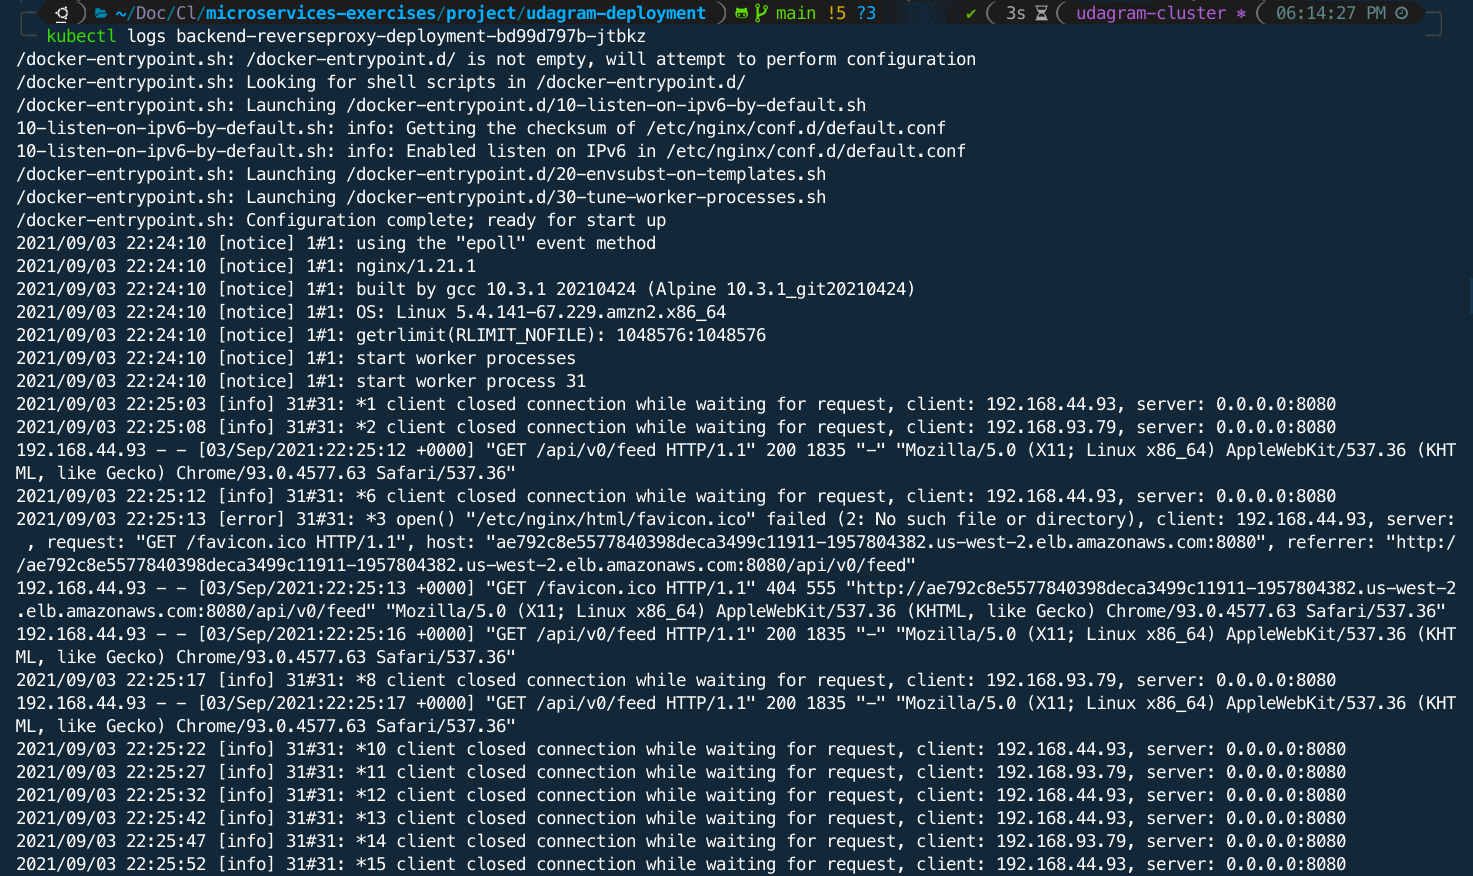 ~/Doc/Cl/microservices-exercises/project/udagram-deployment ) main !5 ?3 ✔ ( 3s ( udagram-cluster ⎈ ( 06:14:27 PM
kubectl logs backend-reverseproxy-deployment-bd99d797b-jtbkz
/docker-entrypoint.sh: /docker-entrypoint.d/ is not empty, will attempt to perform configuration
/docker-entrypoint.sh: Looking for shell scripts in /docker-entrypoint.d/
/docker-entrypoint.sh: Launching /docker-entrypoint.d/10-listen-on-ipv6-by-default.sh
10-listen-on-ipv6-by-default.sh: info: Getting the checksum of /etc/nginx/conf.d/default.conf
10-listen-on-ipv6-by-default.sh: info: Enabled listen on IPv6 in /etc/nginx/conf.d/default.conf
/docker-entrypoint.sh: Launching /docker-entrypoint.d/20-envsubst-on-templates.sh
/docker-entrypoint.sh: Launching /docker-entrypoint.d/30-tune-worker-processes.sh
/docker-entrypoint.sh: Configuration complete; ready for start up
2021/09/03 22:24:10 [notice] 1#1: using the "epoll" event method
2021/09/03 22:24:10 [notice] 1#1: nginx/1.21.1
2021/09/03 22:24:10 [notice] 1#1: built by gcc 10.3.1 20210424 (Alpine 10.3.1_git20210424)
2021/09/03 22:24:10 [notice] 1#1: OS: Linux 5.4.141-67.229.amzn2.x86_64
2021/09/03 22:24:10 [notice] 1#1: getrlimit(RLIMIT_NOFILE): 1048576:1048576
2021/09/03 22:24:10 [notice] 1#1: start worker processes
2021/09/03 22:24:10 [notice] 1#1: start worker process 31
2021/09/03 22:25:03 [info] 31#31: *1 client closed connection while waiting for request, client: 192.168.44.93, server: 0.0.0.0:8080
2021/09/03 22:25:08 [info] 31#31: *2 client closed connection while waiting for request, client: 192.168.93.79, server: 0.0.0.0:8080
192.168.44.93 - - [03/Sep/2021:22:25:12 +0000] "GET /api/v0/feed HTTP/1.1" 200 1835 "-" "Mozilla/5.0 (X11; Linux x86_64) AppleWebKit/537.36 (KHT
ML, like Gecko) Chrome/93.0.4577.63 Safari/537.36"
2021/09/03 22:25:12 [info] 31#31: *6 client closed connection while waiting for request, client: 192.168.44.93, server: 0.0.0.0:8080
2021/09/03 22:25:13 [error] 31#31: *3 open() "/etc/nginx/html/favicon.ico" failed (2: No such file or directory), client: 192.168.44.93, server:
 , request: "GET /favicon.ico HTTP/1.1", host: "ae792c8e5577840398deca3499c11911-1957804382.us-west-2.elb.amazonaws.com:8080", referrer: "http:/
/ae792c8e5577840398deca3499c11911-1957804382.us-west-2.elb.amazonaws.com:8080/api/v0/feed"
192.168.44.93 - - [03/Sep/2021:22:25:13 +0000] "GET /favicon.ico HTTP/1.1" 404 555 "http://ae792c8e5577840398deca3499c11911-1957804382.us-west-2
.elb.amazonaws.com:8080/api/v0/feed" "Mozilla/5.0 (X11; Linux x86_64) AppleWebKit/537.36 (KHTML, like Gecko) Chrome/93.0.4577.63 Safari/537.36"
192.168.44.93 - - [03/Sep/2021:22:25:16 +0000] "GET /api/v0/feed HTTP/1.1" 200 1835 "-" "Mozilla/5.0 (X11; Linux x86_64) AppleWebKit/537.36 (KHT
ML, like Gecko) Chrome/93.0.4577.63 Safari/537.36"
2021/09/03 22:25:17 [info] 31#31: *8 client closed connection while waiting for request, client: 192.168.93.79, server: 0.0.0.0:8080
192.168.44.93 - - [03/Sep/2021:22:25:17 +0000] "GET /api/v0/feed HTTP/1.1" 200 1835 "-" "Mozilla/5.0 (X11; Linux x86_64) AppleWebKit/537.36 (KHT
ML, like Gecko) Chrome/93.0.4577.63 Safari/537.36"
2021/09/03 22:25:22 [info] 31#31: *10 client closed connection while waiting for request, client: 192.168.44.93, server: 0.0.0.0:8080
2021/09/03 22:25:27 [info] 31#31: *11 client closed connection while waiting for request, client: 192.168.93.79, server: 0.0.0.0:8080
2021/09/03 22:25:32 [info] 31#31: *12 client closed connection while waiting for request, client: 192.168.44.93, server: 0.0.0.0:8080
2021/09/03 22:25:42 [info] 31#31: *13 client closed connection while waiting for request, client: 192.168.44.93, server: 0.0.0.0:8080
2021/09/03 22:25:47 [info] 31#31: *14 client closed connection while waiting for request, client: 192.168.93.79, server: 0.0.0.0:8080
2021/09/03 22:25:52 [info] 31#31: *15 client closed connection while waiting for request, client: 192.168.44.93, server: 0.0.0.0:8080